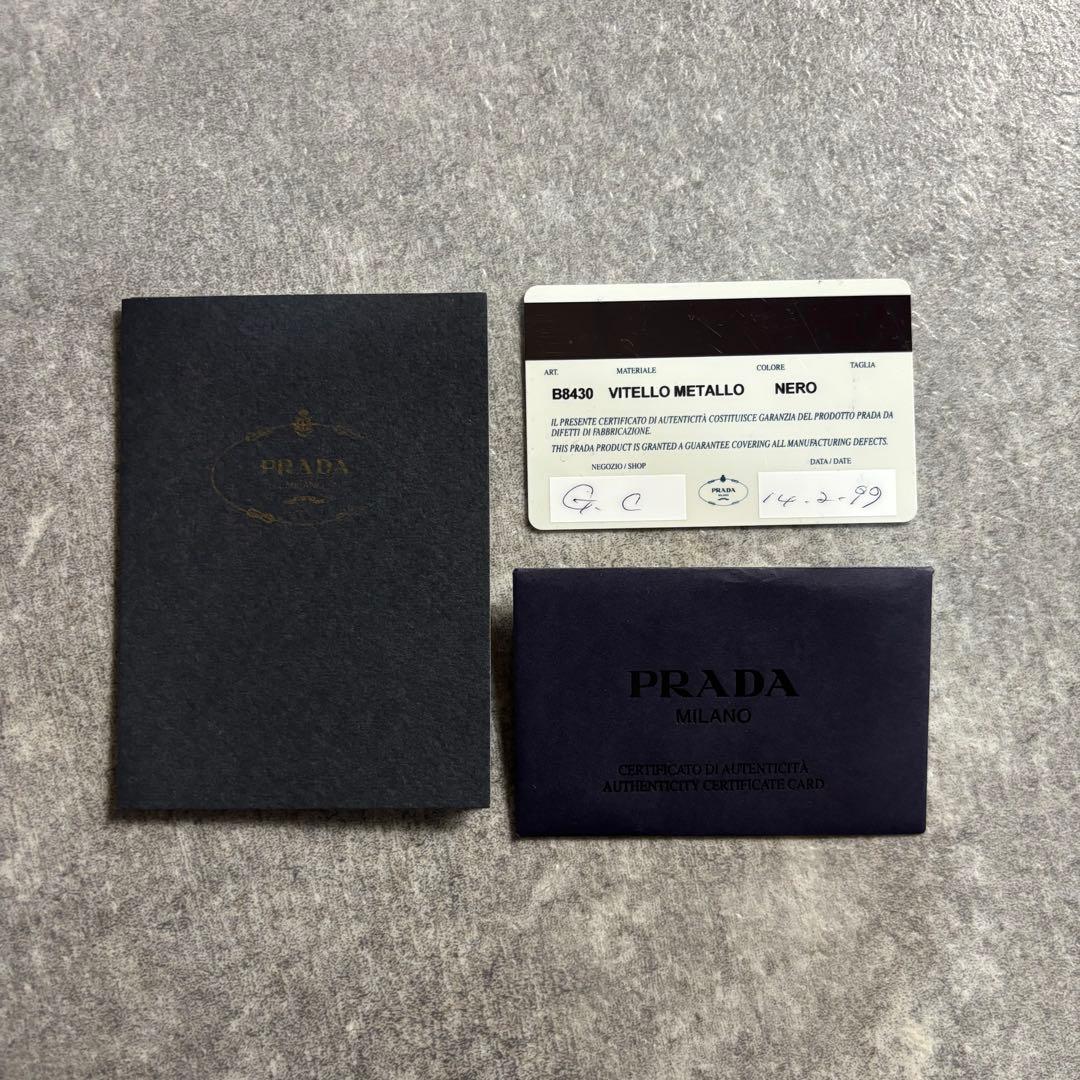 PRADA
MILANO
ART. MATERIALE COLORE TAGLIA
B8430 VITELLO METALLO NERO
IL PRESENTE CERTIFICATO DI AUTENTICITÀ COSTITUISCE GARANZIA DEL PRODOTTO PRADA DA
DIFETTI DI FABBRICAZIONE.
THIS PRADA PRODUCT IS GRANTED A GUARANTEE COVERING ALL MANUFACTURING DEFECTS.
NEGOZIO / SHOP DATA / DATE
G. C PRADA 14-2-99
MILANO
PRADA
MILANO
CERTIFICATO DI AUTENTICITÀ
AUTHENTICITY CERTIFICATE CARD